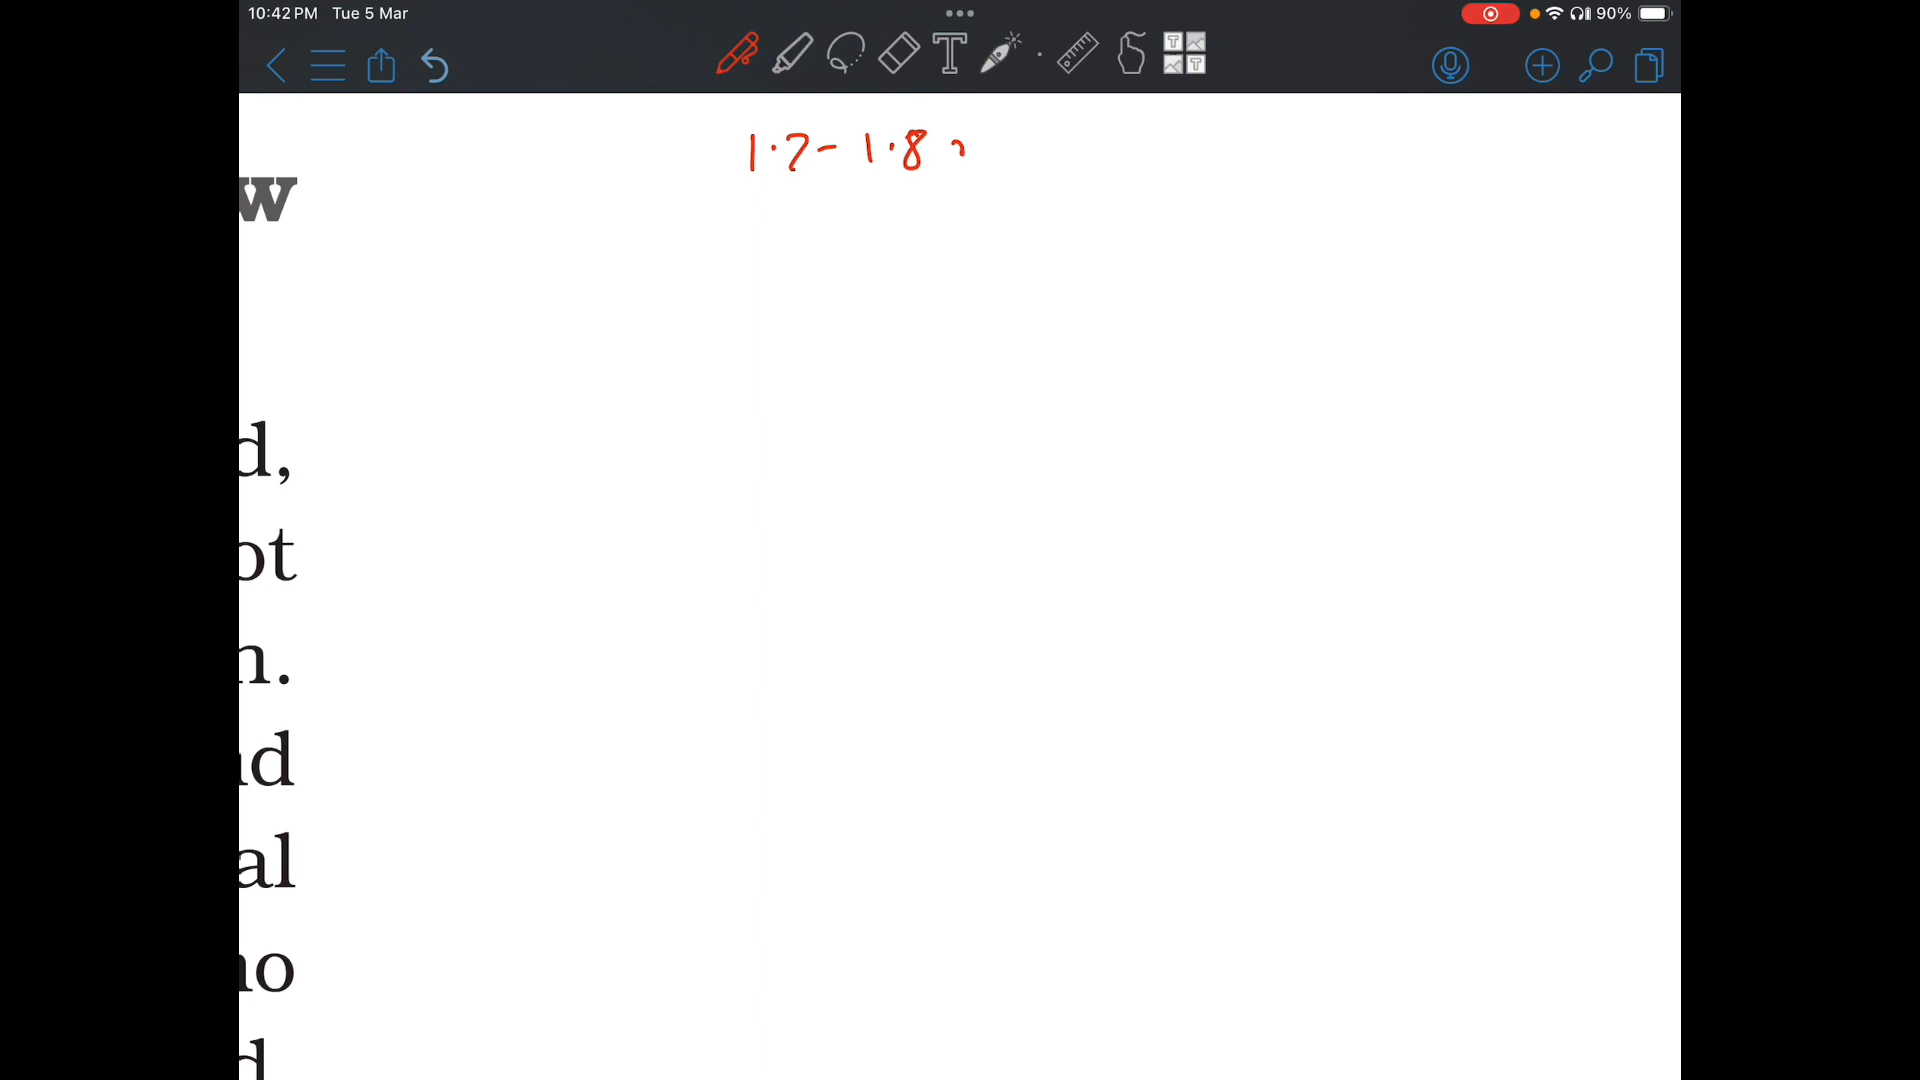 10:42 PM Tue 5 Mar
90%
T
T
T
1.7- 1.8
w
d,
ot
n.
d
al
o
d